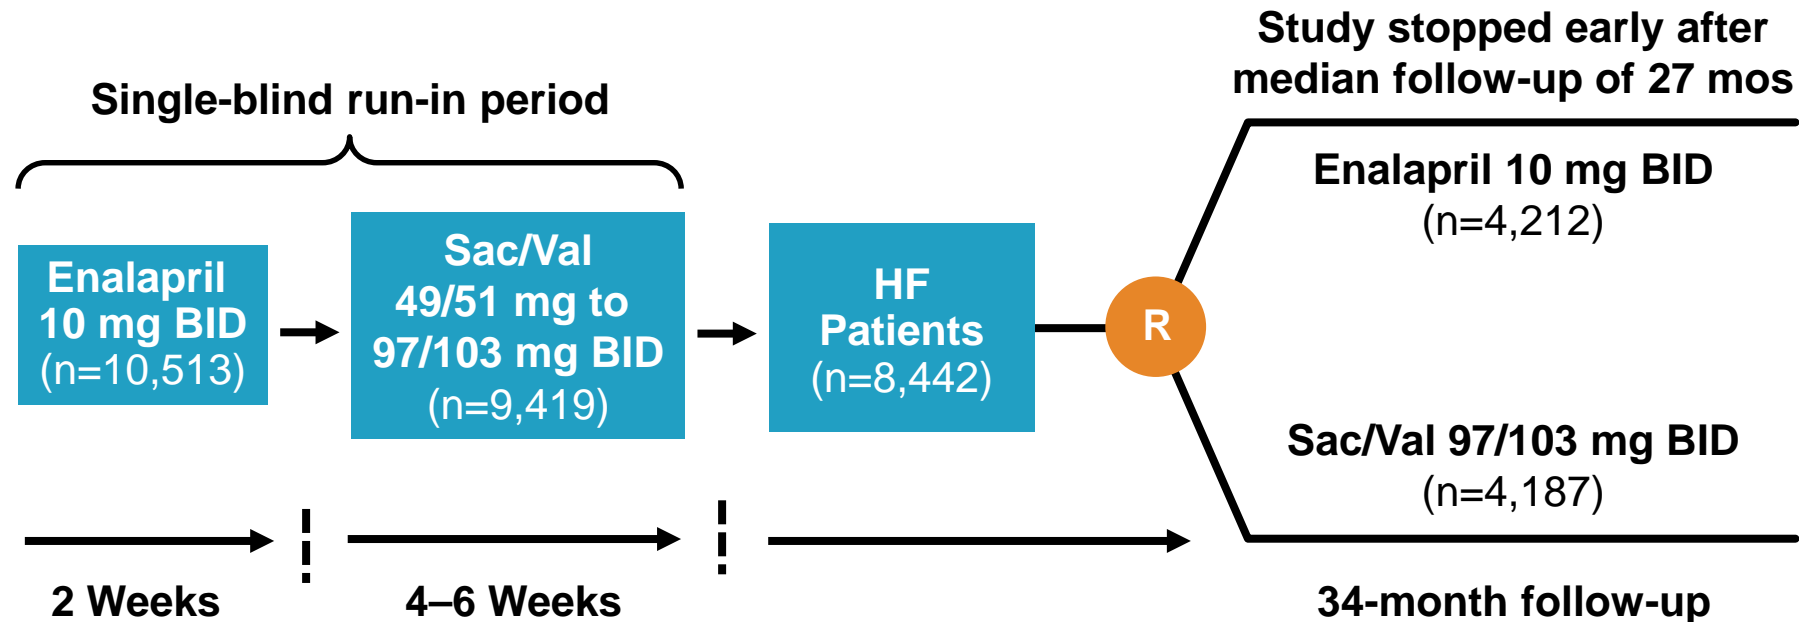 Single-blind run-in period
Enalapril
10 mg BID
(n=10,513)
Sac/Val
49/51 mg to
97/103 mg BID
(n=9,419)
HF
Patients
(n=8,442)
R
Study stopped early after
median follow-up of 27 mos
Enalapril 10 mg BID
(n=4,212)
Sac/Val 97/103 mg BID
(n=4,187)
2 Weeks
4–6 Weeks
34-month follow-up